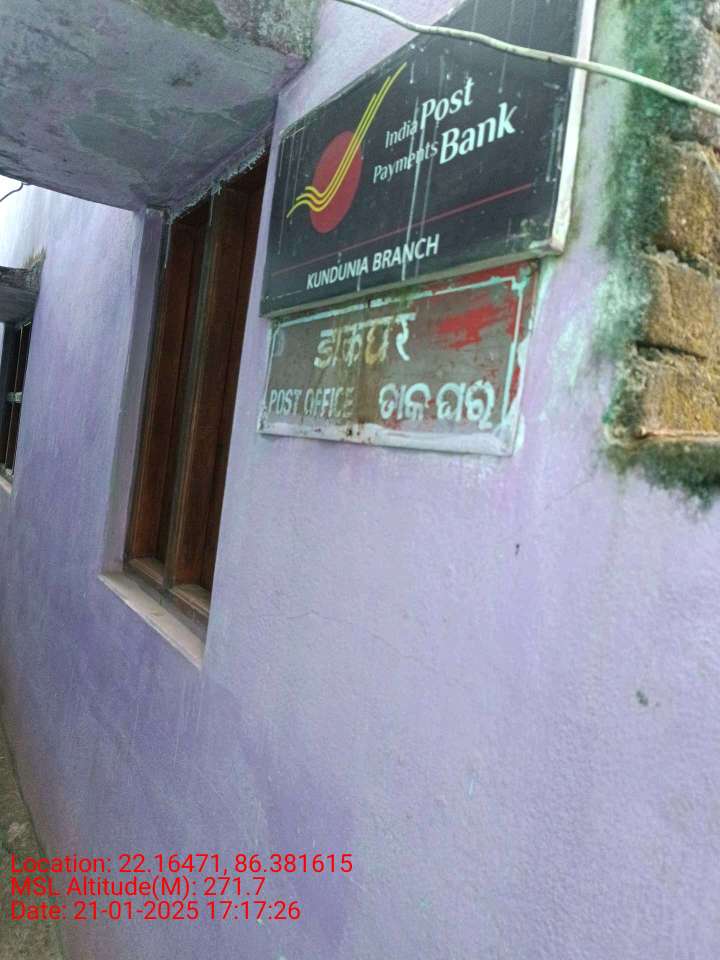 India Post
Payments Bank
KUNDUNIA BRANCH
डाकघर
POST OFFICE ଡାକ ଘର
Location: 22.16471, 86.381615
MSL Altitude(M): 271.7
Date: 21-01-2025 17:17:26